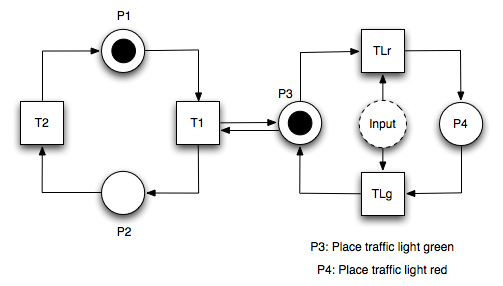 P1
TLr
P3
T2
T1
Input
P4
TLg
P2
P3: Place traffic light green
P4: Place traffic light red